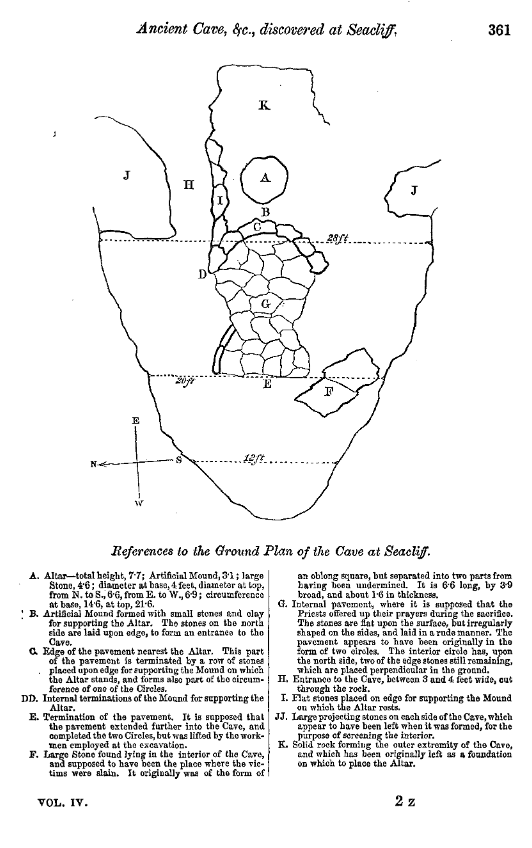 Ancient Cave, &c., discovered at Seacliff.
361
K
J
H
A
J
I
B
C
28ft
D
G
20ft
E
F
E
N
S
12ft
W
References to the Ground Plan of the Cave at Seacliff.
A. Altar—total height, 7·7; Artificial Mound, 3·1; large
Stone, 4·6; diameter at base, 4 feet, diameter at top,
from N. to S., 6·6, from E. to W., 6·9; circumference
at base, 14·6, at top, 21·6.
B. Artificial Mound formed with small stones and clay
for supporting the Altar. The stones on the north
side are laid upon edge, to form an entrance to the
Cave.
C. Edge of the pavement nearest the Altar. This part
of the pavement is terminated by a row of stones
placed upon edge for supporting the Mound on which
the Altar stands, and forms also part of the circum-
ference of one of the Circles.
DD. Internal terminations of the Mound for supporting the
Altar.
E. Termination of the pavement. It is supposed that
the pavement extended further into the Cave, and
completed the two Circles, but was lifted by the work-
men employed at the excavation.
F. Large Stone found lying in the interior of the Cave,
and supposed to have been the place where the vic-
tims were slain. It originally was of the form of
an oblong square, but separated into two parts from
having been undermined. It is 6·6 long, by 3·9
broad, and about 1·6 in thickness.
G. Internal pavement, where it is supposed that the
Priests offered up their prayers during the sacrifice.
The stones are flat upon the surface, but irregularly
shaped on the sides, and laid in a rude manner. The
pavement appears to have been originally in the
form of two circles. The interior circle has, upon
the north side, two of the edge stones still remaining,
which are placed perpendicular in the ground.
H. Entrance to the Cave, between 3 and 4 feet wide, cut
through the rock.
I. Flat stones placed on edge for supporting the Mound
on which the Altar rests.
JJ. Large projecting stones on each side of the Cave, which
appear to have been left when it was formed, for the
purpose of screening the interior.
K. Solid rock forming the outer extremity of the Cave,
and which has been originally left as a foundation
on which to place the Altar.
VOL. IV.
2 Z